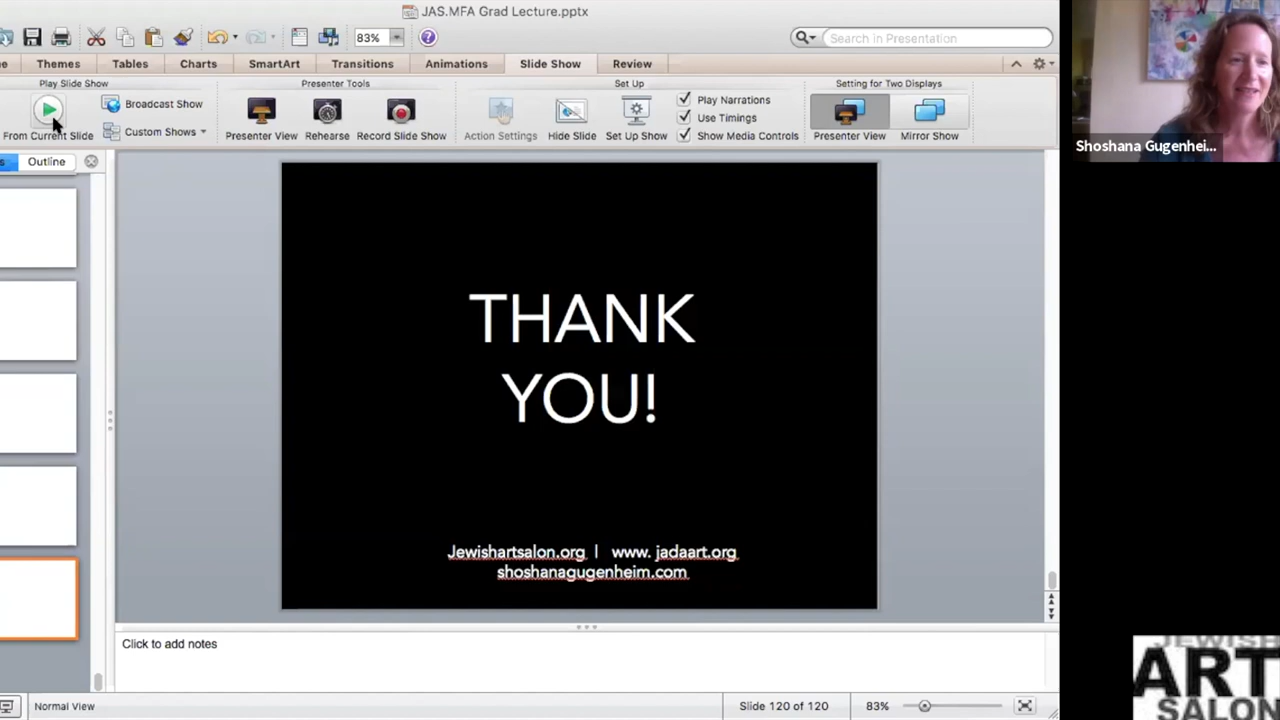 JAS.MFA Grad Lecture.pptx
83%
Search in Presentation
Themes
Tables
Charts
SmartArt
Transitions
Animations
Slide Show
Review
Play Slide Show
Presenter Tools
Set Up
Setting for Two Displays
From Current Slide
Broadcast Show
Custom Shows
Presenter View
Rehearse
Record Slide Show
Action Settings
Hide Slide
Set Up Show
Play Narrations
Use Timings
Show Media Controls
Presenter View
Mirror Show
Outline
Shoshana Gugenhei...
THANK
YOU!
Jewishartsalon.org | www. jadaart.org
shoshanagugenheim.com
Click to add notes
Normal View
Slide 120 of 120
83%
JEWISH
ART
SALON